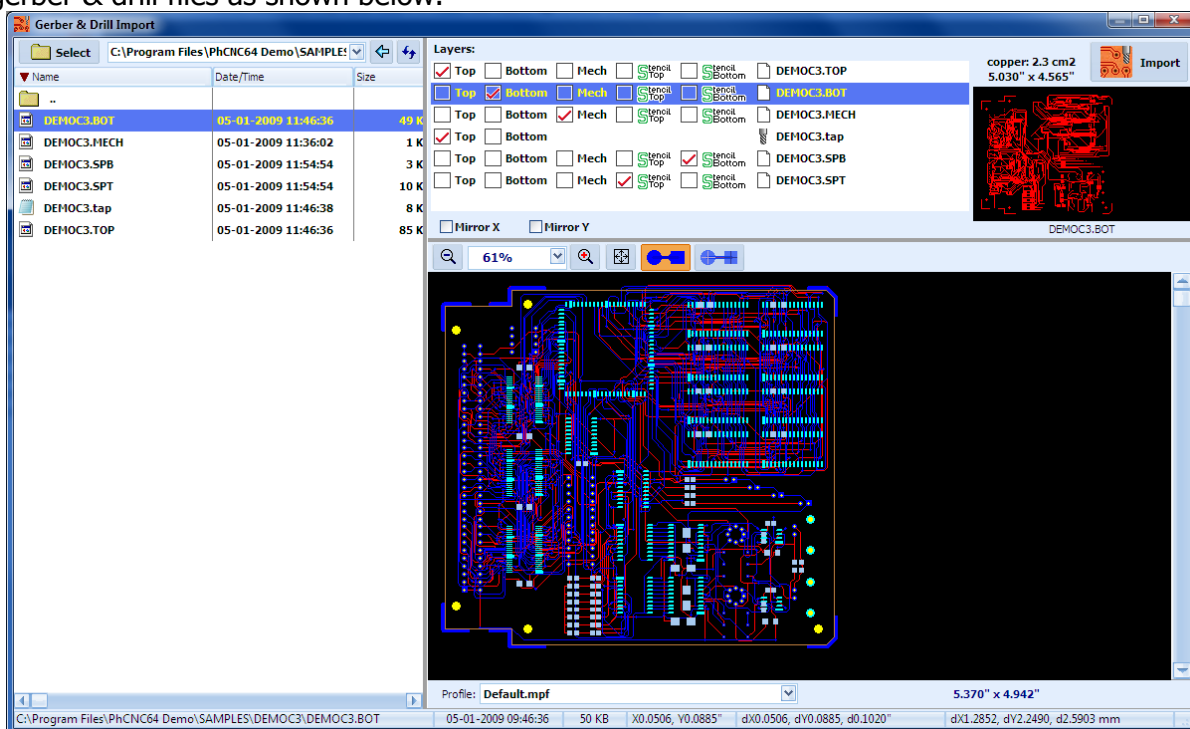 gerber & drill files as shown below.
Gerber & Drill Import
Select C:\Program Files\PhCNC64 Demo\SAMPLES
Name Date/Time Size
..
DEMOC3.BOT 05-01-2009 11:46:36 49 K
DEMOC3.MECH 05-01-2009 11:36:02 1 K
DEMOC3.SPB 05-01-2009 11:54:54 3 K
DEMOC3.SPT 05-01-2009 11:54:54 10 K
DEMOC3.tap 05-01-2009 11:46:38 8 K
DEMOC3.TOP 05-01-2009 11:46:36 85 K
Layers:
Top Bottom Mech Stencil Top Stencil Bottom DEMOC3.TOP
Top Bottom Mech Stencil Top Stencil Bottom DEMOC3.BOT
Top Bottom Mech Stencil Top Stencil Bottom DEMOC3.MECH
Top Bottom DEMOC3.tap
Top Bottom Mech Stencil Top Stencil Bottom DEMOC3.SPB
Top Bottom Mech Stencil Top Stencil Bottom DEMOC3.SPT
Mirror X Mirror Y
copper: 2.3 cm2
5.030" x 4.565"
Import
DEMOC3.BOT
61%
Profile: Default.mpf 5.370" x 4.942"
C:\Program Files\PhCNC64 Demo\SAMPLES\DEMOC3\DEMOC3.BOT 05-01-2009 09:46:36 50 KB X0.0506, Y0.0885" dX0.0506, dY0.0885, d0.1020" dX1.2852, dY2.2490, d2.5903 mm